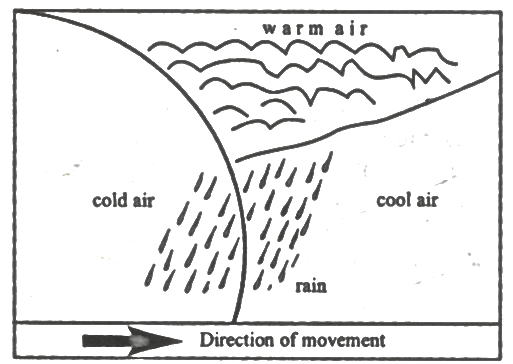 warm air
cold air
cool air
rain
Direction of movement